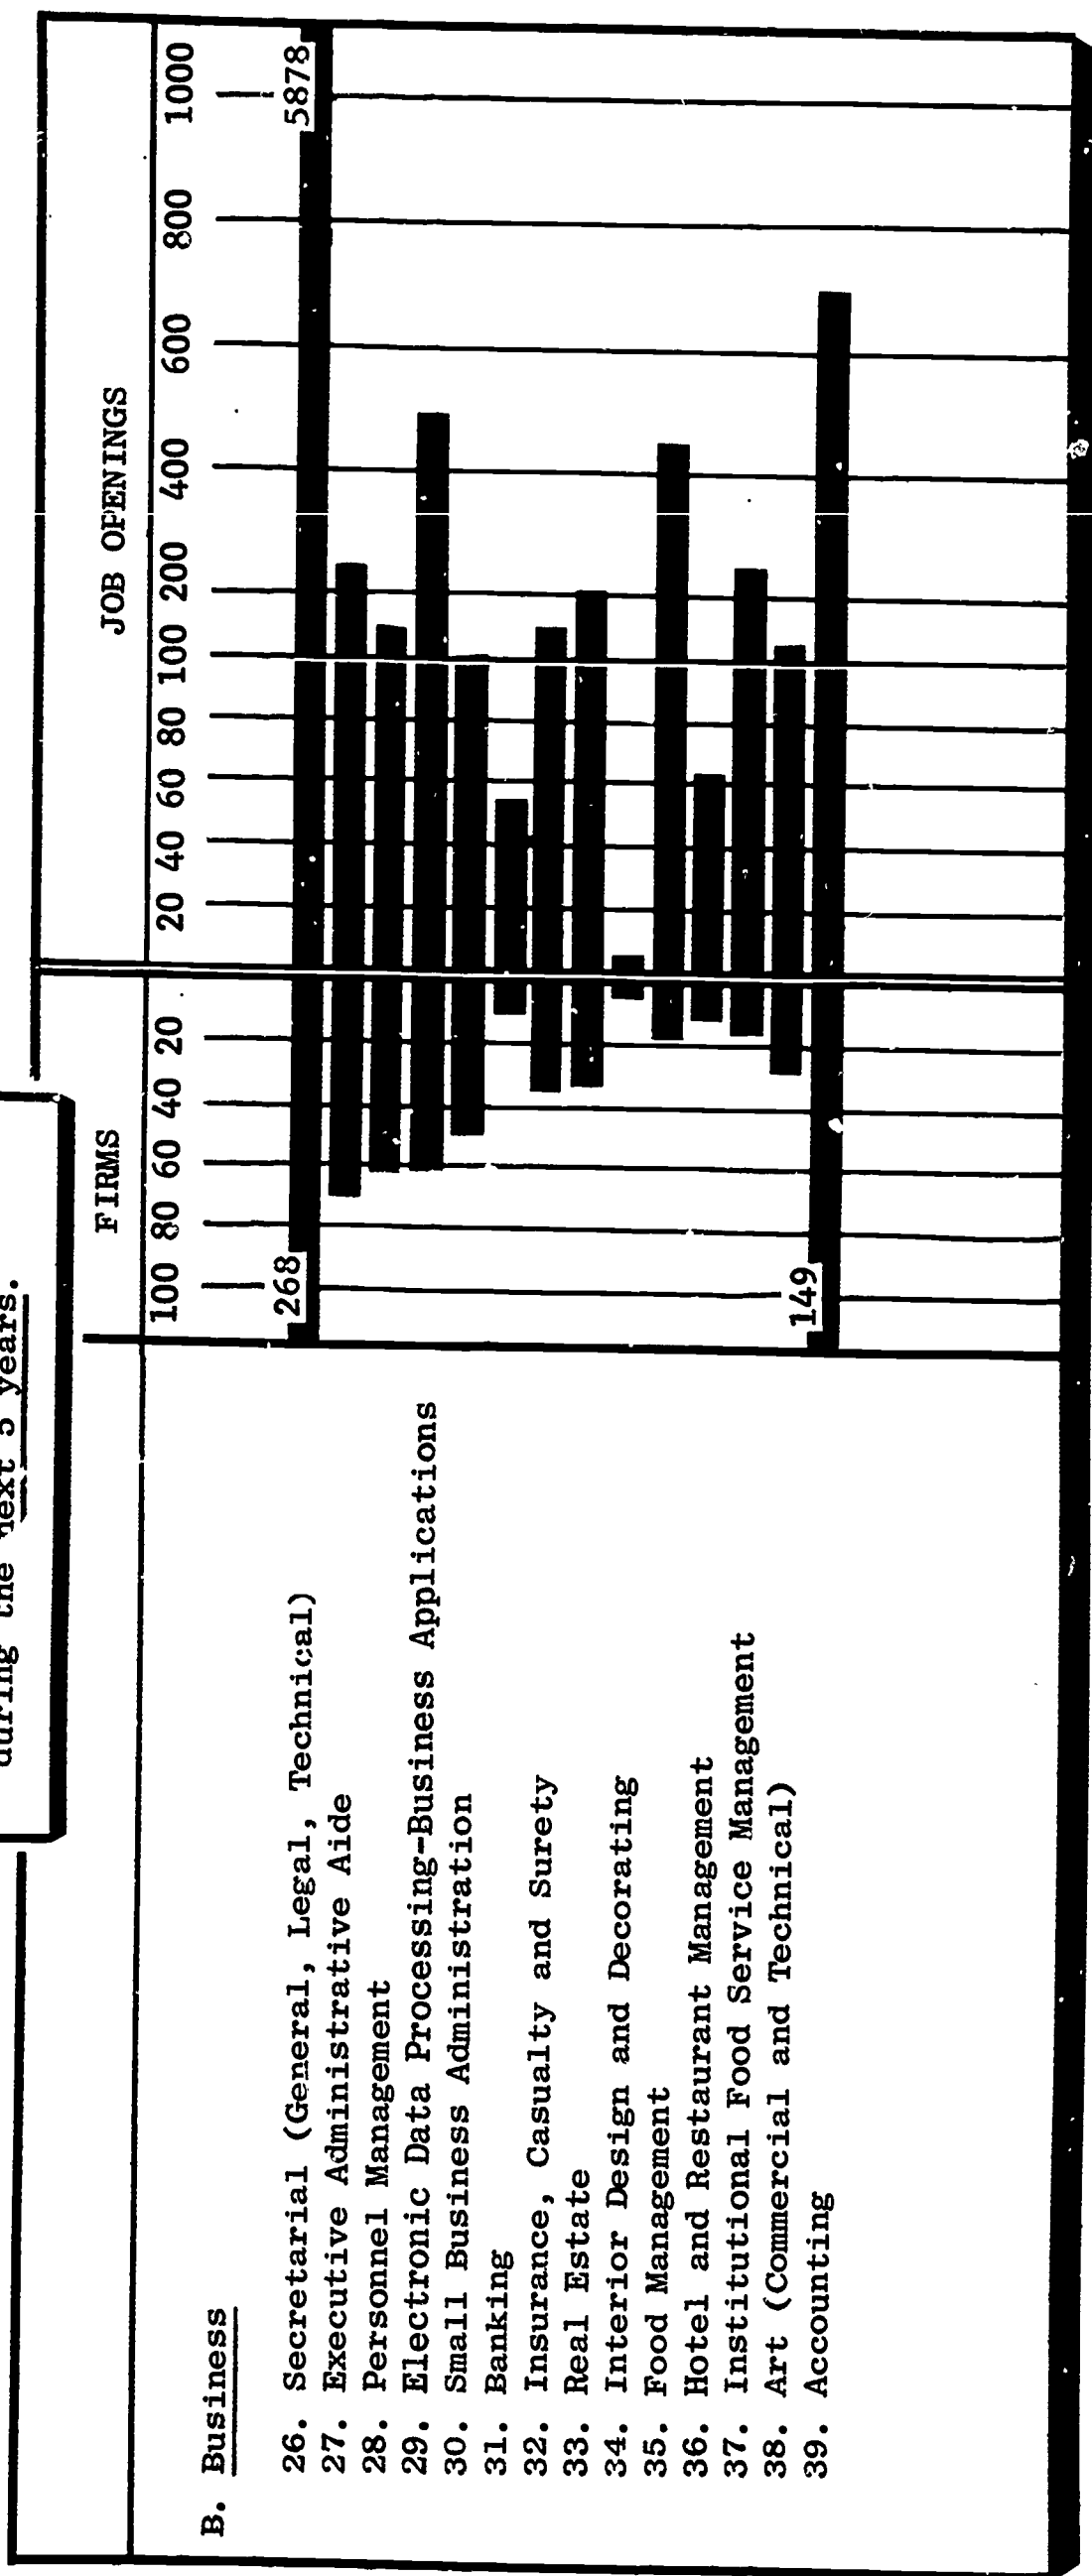 during the next 5 years.
FIRMS
JOB OPENINGS
100 80 60 40 20 20 40 60 80 100 200 400 600 800 1000
B. Business
26. Secretarial (General, Legal, Technical) 268 5878
27. Executive Administrative Aide
28. Personnel Management
29. Electronic Data Processing-Business Applications
30. Small Business Administration
31. Banking
32. Insurance, Casualty and Surety
33. Real Estate
34. Interior Design and Decorating
35. Food Management
36. Hotel and Restaurant Management
37. Institutional Food Service Management
38. Art (Commercial and Technical)
39. Accounting 149